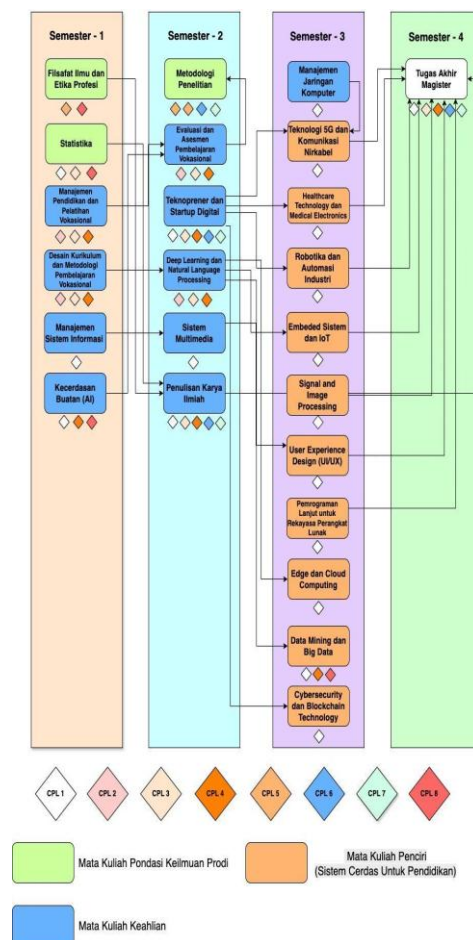 Semester - 1
Filsafat Ilmu dan
Etika Profesi
Statistika
Manajemen
Pendidikan dan
Pelatihan Vokasional
Desain Kurikulum dan
Metodologi
Pembelajaran
Vokasional
Manajemen
Sistem Informasi
Kecerdasan
Buatan (AI)
Semester - 2
Metodologi
Penelitian
Evaluasi dan
Asesmen
Pembelajaran
Vokasional
Teknoprener dan
Startup Digital
Deep Learning dan
Natural Language
Processing
Sistem
Multimedia
Penulisan Karya
Ilmiah
Semester - 3
Manajemen
Jaringan
Komputer
Teknologi 5G dan
Komunikasi
Nirkabel
Healthcare
Technology and
Medical Electronics
Robotika dan
Automasi
Industri
Embeded Sistem
dan IoT
Signal and
Image Processing
User Experience
Design (UI/UX)
Pemrograman
Lanjut untuk
Rekayasa Perangkat
Lunak
Edge dan Cloud
Computing
Data Mining dan
Big Data
Cybersecurity
dan Blockchain
Technology
Semester - 4
Tugas Akhir
Magister
CPL 1
CPL 2
CPL 3
CPL 4
CPL 5
CPL 6
CPL 7
CPL 8
Mata Kuliah Pondasi Keilmuan Prodi
Mata Kuliah Penciri
(Sistem Cerdas Untuk Pendidikan)
Mata Kuliah Keahlian